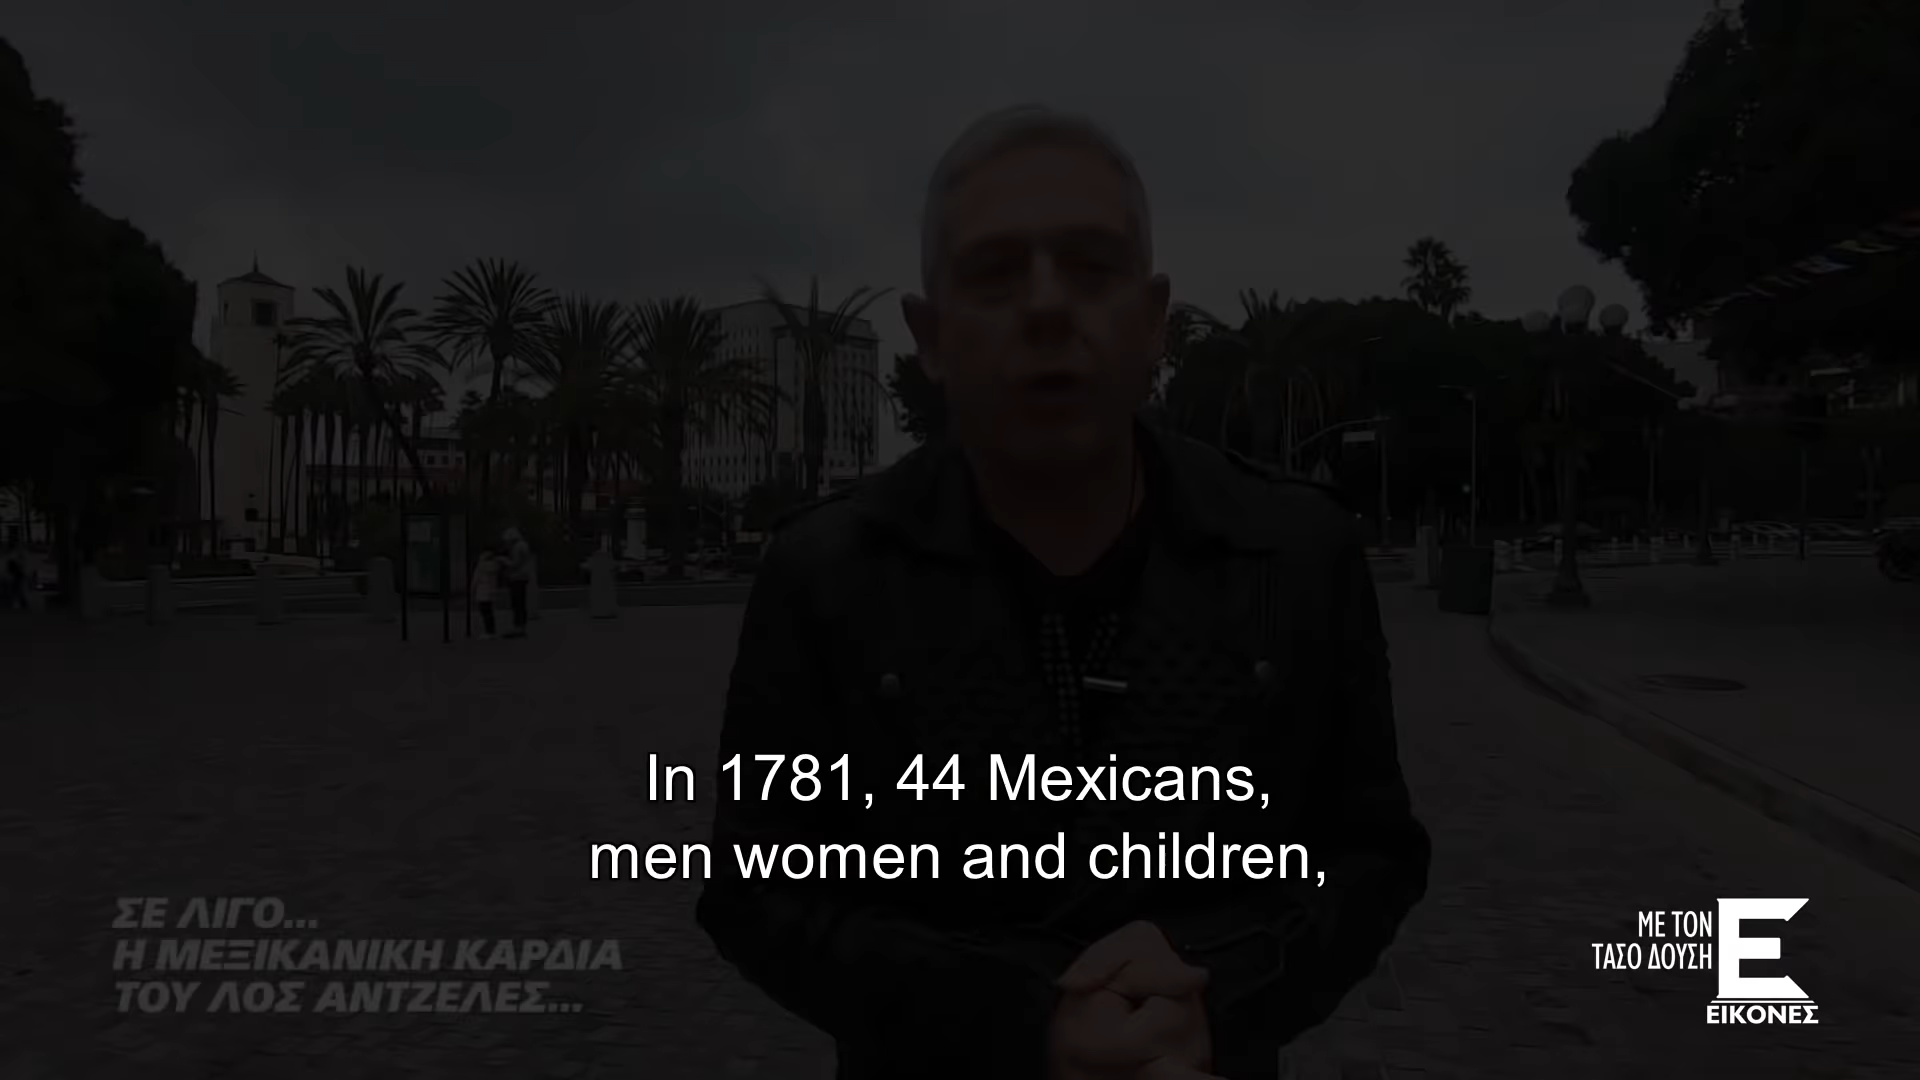 In 1781, 44 Mexicans,
men women and children,
ΣΕ ΛΙΓΟ...
Η ΜΕΞΙΚΑΝΙΚΗ ΚΑΡΔΙΑ
ΤΟΥ ΛΟΣ ΑΝΤΖΕΛΕΣ...
ΜΕ ΤΟΝ
ΤΑΣΟ ΔΟΥΣΗ
Ε
ΕΙΚΟΝΕΣ